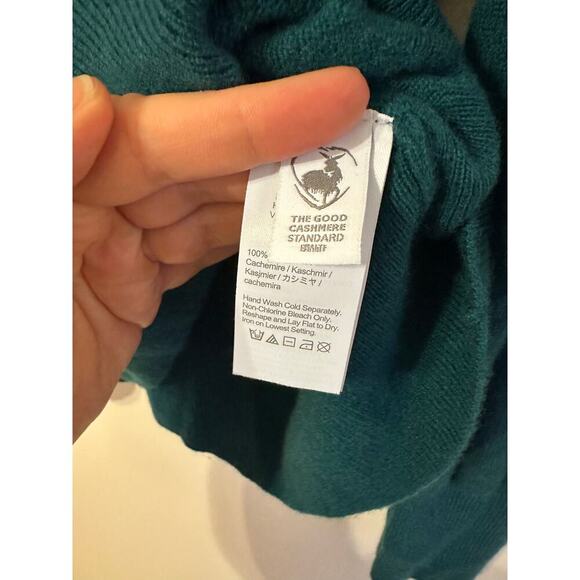 THE GOOD
CASHMERE
STANDARD
100%
Cachemire / Kaschmir /
Kasjmier / カシミヤ /
cachemira
Hand Wash Cold Separately.
Non-Chlorine Bleach Only.
Reshape and Lay Flat to Dry.
Iron on Lowest Setting.